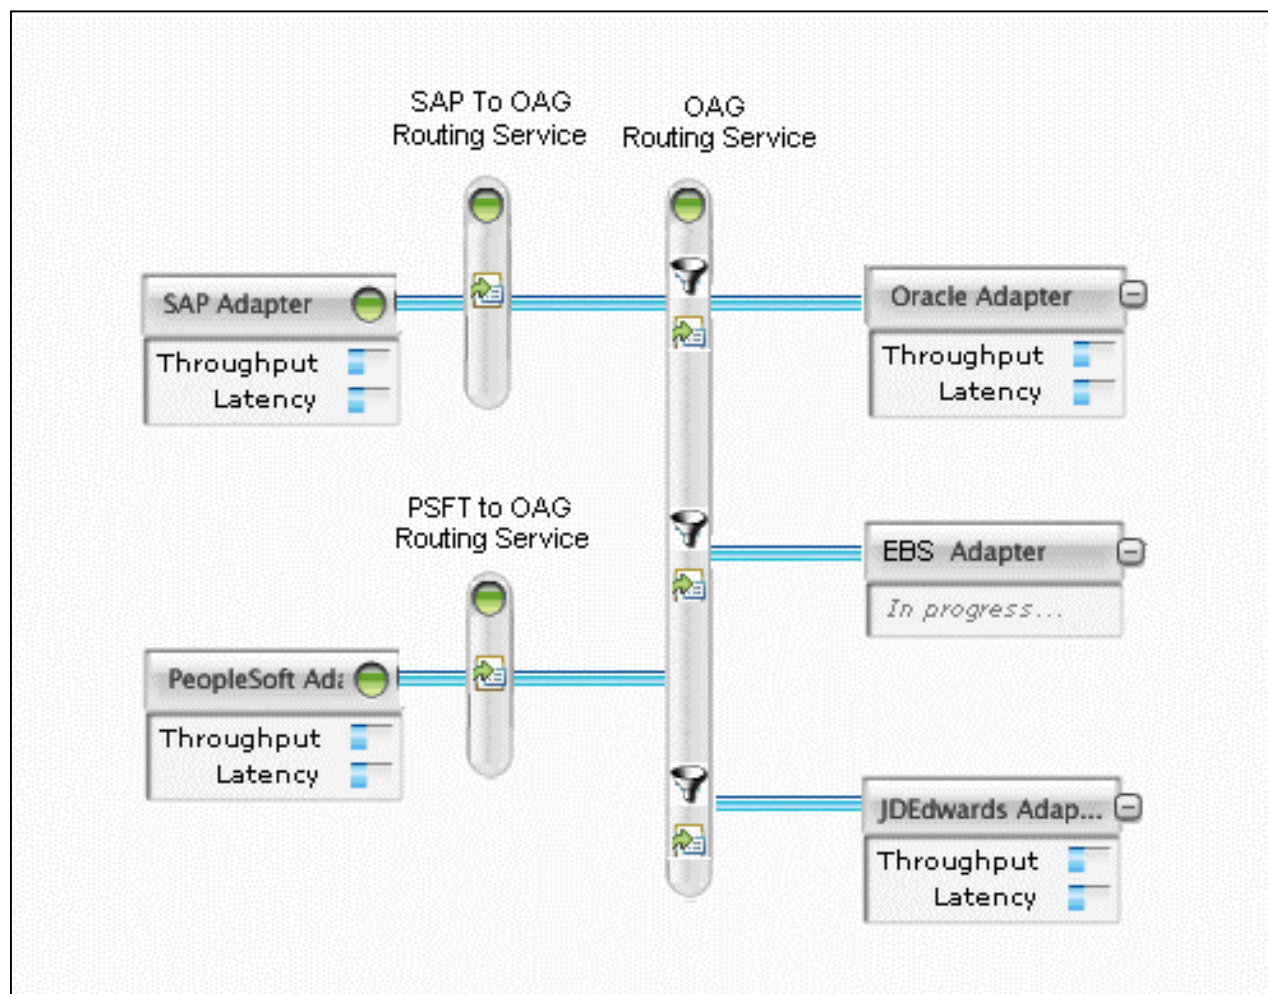 SAP To OAG
Routing Service
OAG
Routing Service
SAP Adapter
Throughput
Latency
Oracle Adapter
Throughput
Latency
PSFT to OAG
Routing Service
EBS Adapter
In progress...
PeopleSoft Ada
Throughput
Latency
JDEdwards Adap...
Throughput
Latency